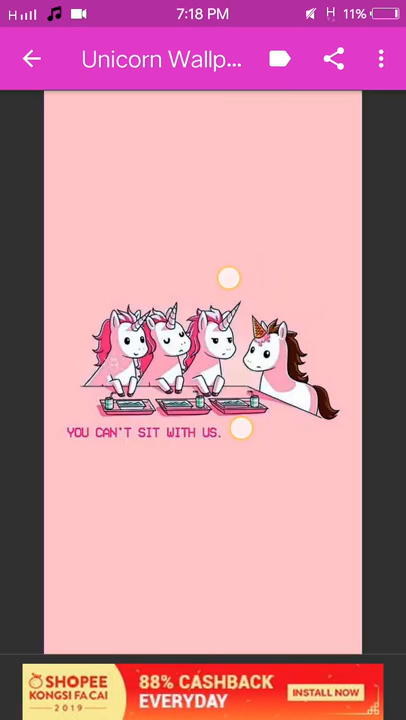 7:18 PM
H
11%
Unicorn Wallp...
YOU CAN'T SIT WITH US.
SHOPEE
KONGSI FA CAI
2019
88% CASHBACK
EVERYDAY
INSTALL NOW